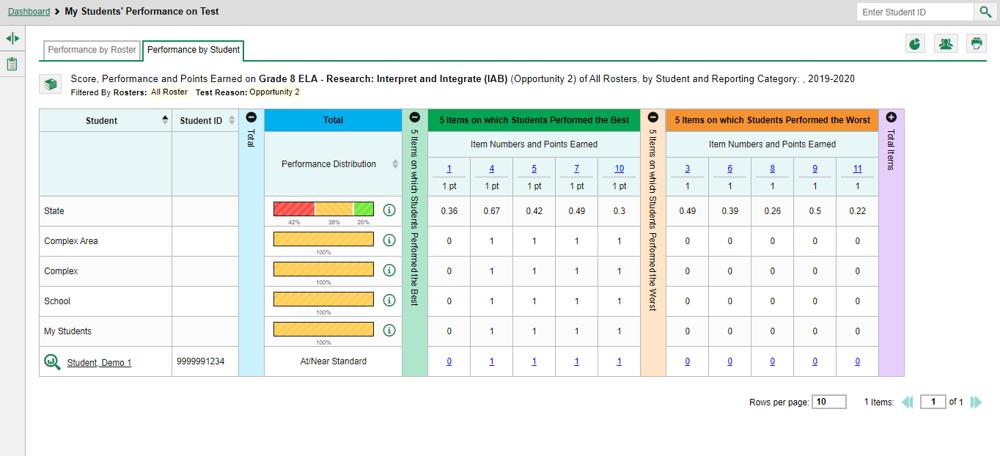 Dashboard > My Students' Performance on Test
Enter Student ID
Performance by Roster
Performance by Student
Score, Performance and Points Earned on Grade 8 ELA - Research: Interpret and Integrate (IAB) (Opportunity 2) of All Rosters, by Student and Reporting Category: , 2019-2020
Filtered By Rosters: All Roster Test Reason: Opportunity 2
Student Student ID Total Total 5 Items on which Students Performed the Best 5 Items on which Students Performed the Best 5 Items on which Students Performed the Worst 5 Items on which Students Performed the Worst Total Items
Performance Distribution Item Numbers and Points Earned Item Numbers and Points Earned
1 4 5 7 10 3 6 8 9 11
1 pt 1 pt 1 pt 1 pt 1 pt 1 1 1 1 1
State 0.36 0.67 0.42 0.49 0.3 0.49 0.39 0.26 0.5 0.22
42% 38% 20%
Complex Area 0 1 1 1 1 0 0 0 0 0
100%
Complex 0 1 1 1 1 0 0 0 0 0
100%
School 0 1 1 1 1 0 0 0 0 0
100%
My Students 0 1 1 1 1 0 0 0 0 0
100%
Student, Demo 1 9999991234 At/Near Standard 0 1 1 1 1 0 0 0 0 0
Rows per page: 10 1 Items: 1 of 1